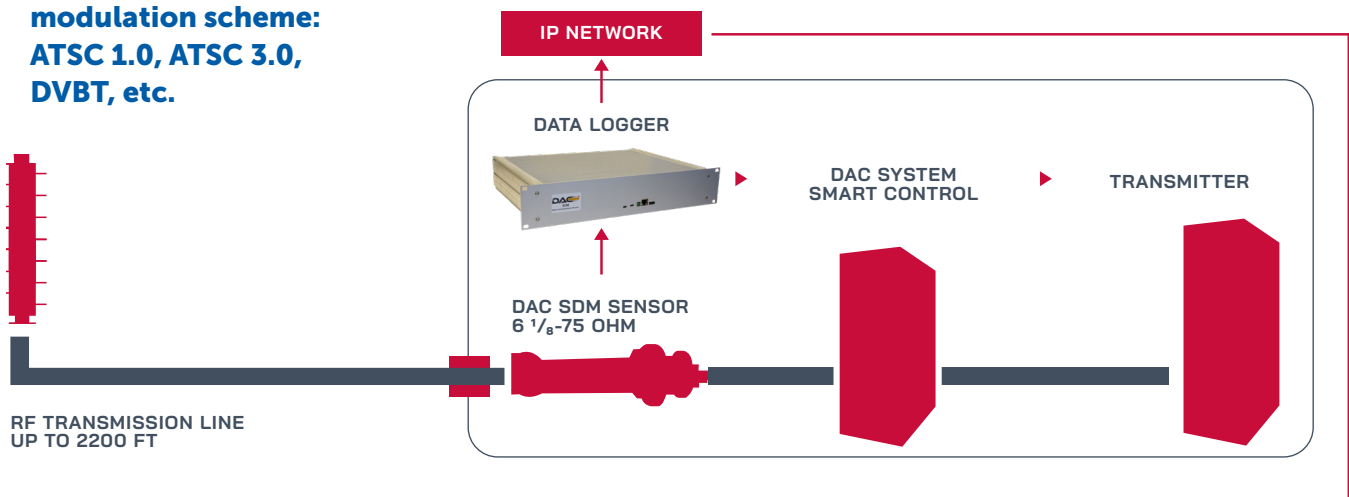 modulation scheme:
ATSC 1.0, ATSC 3.0,
DVBT, etc.
IP NETWORK
DATA LOGGER
DAC
DAC SYSTEM
SMART CONTROL
TRANSMITTER
DAC SDM SENSOR
6 1/8-75 OHM
RF TRANSMISSION LINE
UP TO 2200 FT